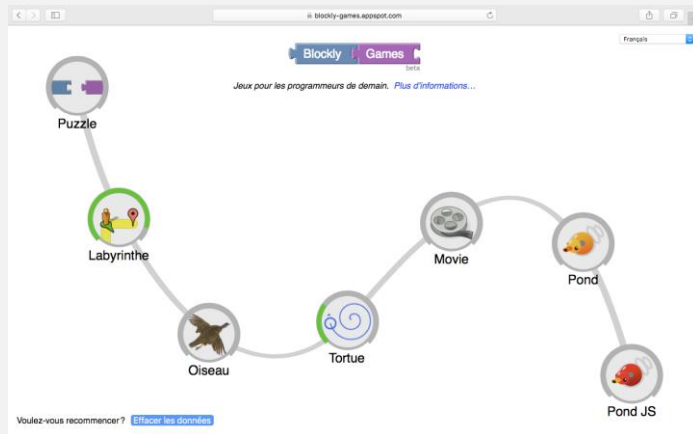 blockly-games.appspot.com
Français
Blockly Games
beta
Jeux pour les programmeurs de demain. Plus d'informations...
Puzzle
Labyrinthe
Movie
Pond
Oiseau
Tortue
Pond JS
Voulez-vous recommencer ? Effacer les données